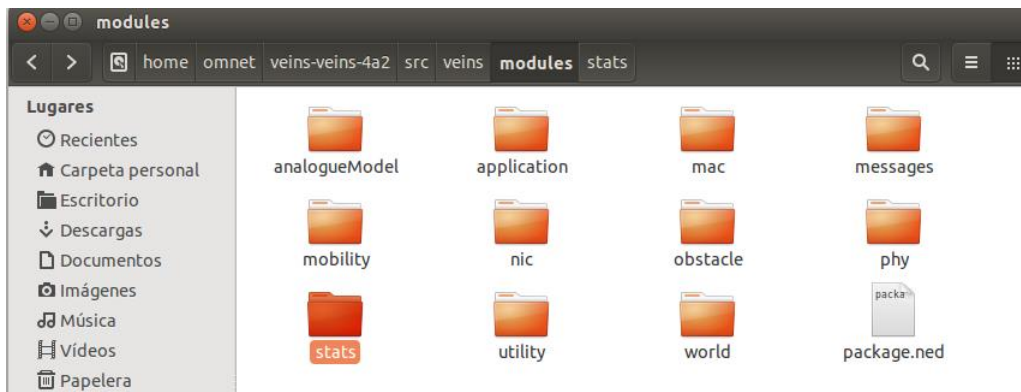 modules
home omnet veins-veins-4a2 src veins modules stats
Lugares
Recientes
Carpeta personal
Escritorio
Descargas
Documentos
Imágenes
Música
Vídeos
Papelera
analogueModel application mac messages
mobility nic obstacle phy
packa
stats utility world package.ned